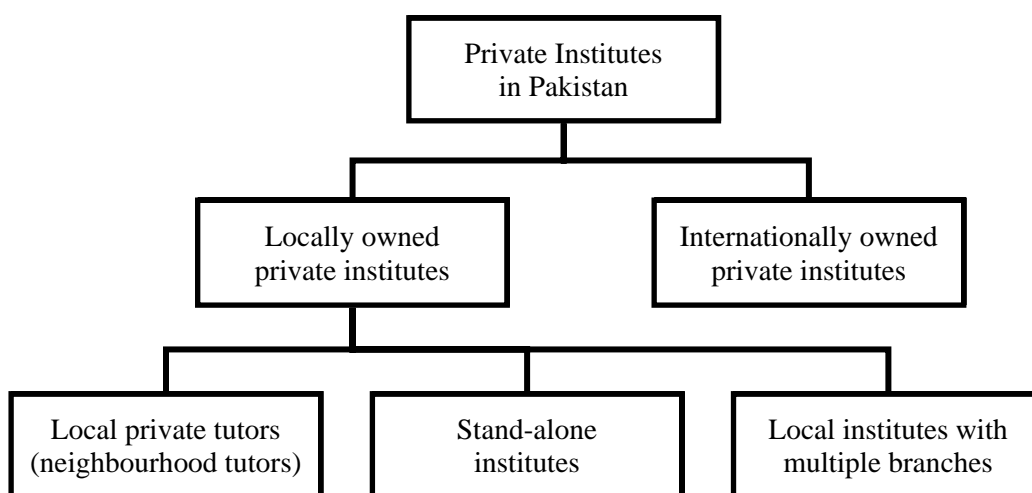 Private Institutes
in Pakistan
Locally owned
private institutes
Internationally owned
private institutes
Local private tutors
(neighbourhood tutors)
Stand-alone
institutes
Local institutes with
multiple branches